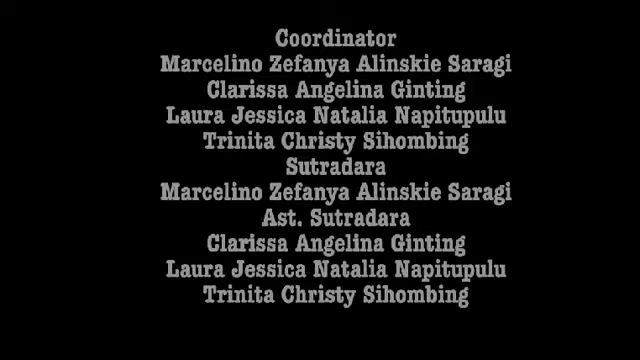 Coordinator
Marcelino Zefanya Alinskie Saragi
Clarissa Angelina Ginting
Laura Jessica Natalia Napitupulu
Trinita Christy Sihombing
Sutradara
Marcelino Zefanya Alinskie Saragi
Ast. Sutradara
Clarissa Angelina Ginting
Laura Jessica Natalia Napitupulu
Trinita Christy Sihombing